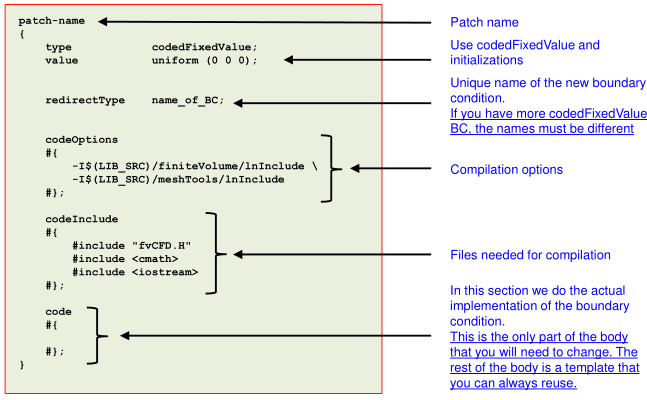 patch-name
{
type codedFixedValue;
value uniform (0 0 0);
redirectType name_of_BC;
codeOptions
#{
-I$(LIB_SRC)/finiteVolume/lnInclude \
-I$(LIB_SRC)/meshTools/lnInclude
#};
codeInclude
#{
#include "fvCFD.H"
#include <cmath>
#include <iostream>
#};
code
#{
#};
}
Patch name
Use codedFixedValue and
initializations
Unique name of the new boundary
condition.
If you have more codedFixedValue
BC, the names must be different
Compilation options
Files needed for compilation
In this section we do the actual
implementation of the boundary
condition.
This is the only part of the body
that you will need to change. The
rest of the body is a template that
you can always reuse.